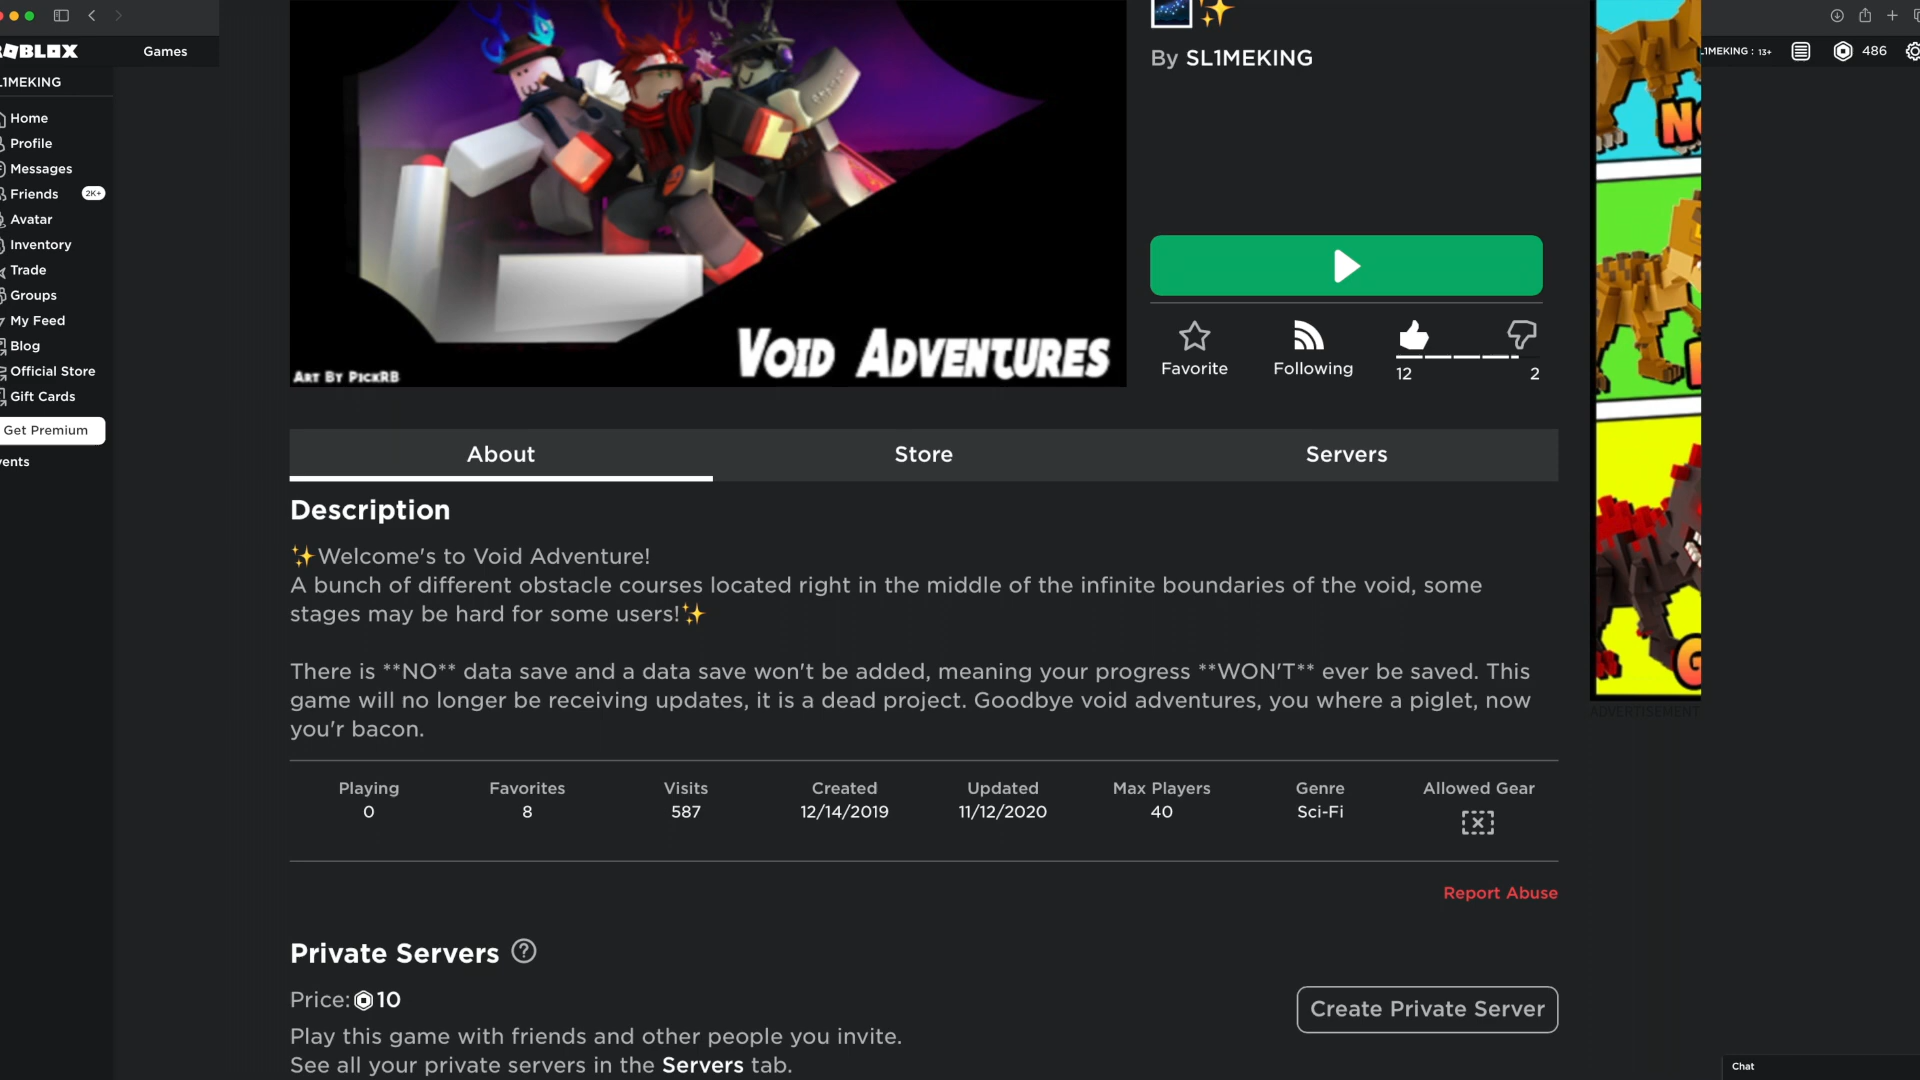 ROBLOX
Games
L1MEKING
Home
Profile
Messages
Friends 2K+
Avatar
Inventory
Trade
Groups
My Feed
Blog
Official Store
Gift Cards
Get Premium
vents
ART BY PICKRB
VOID ADVENTURES
By SL1MEKING
Favorite
Following
12
2
About
Store
Servers
Description
✨Welcome's to Void Adventure!
A bunch of different obstacle courses located right in the middle of the infinite boundaries of the void, some
stages may be hard for some users!✨
There is **NO** data save and a data save won't be added, meaning your progress **WON'T** ever be saved. This
game will no longer be receiving updates, it is a dead project. Goodbye void adventures, you where a piglet, now
you'r bacon.
Playing Favorites Visits Created Updated Max Players Genre Allowed Gear
0 8 587 12/14/2019 11/12/2020 40 Sci-Fi
Report Abuse
Private Servers
Price: 10
Create Private Server
Play this game with friends and other people you invite.
See all your private servers in the Servers tab.
L1MEKING : 13+
486
ADVERTISEMENT
Chat